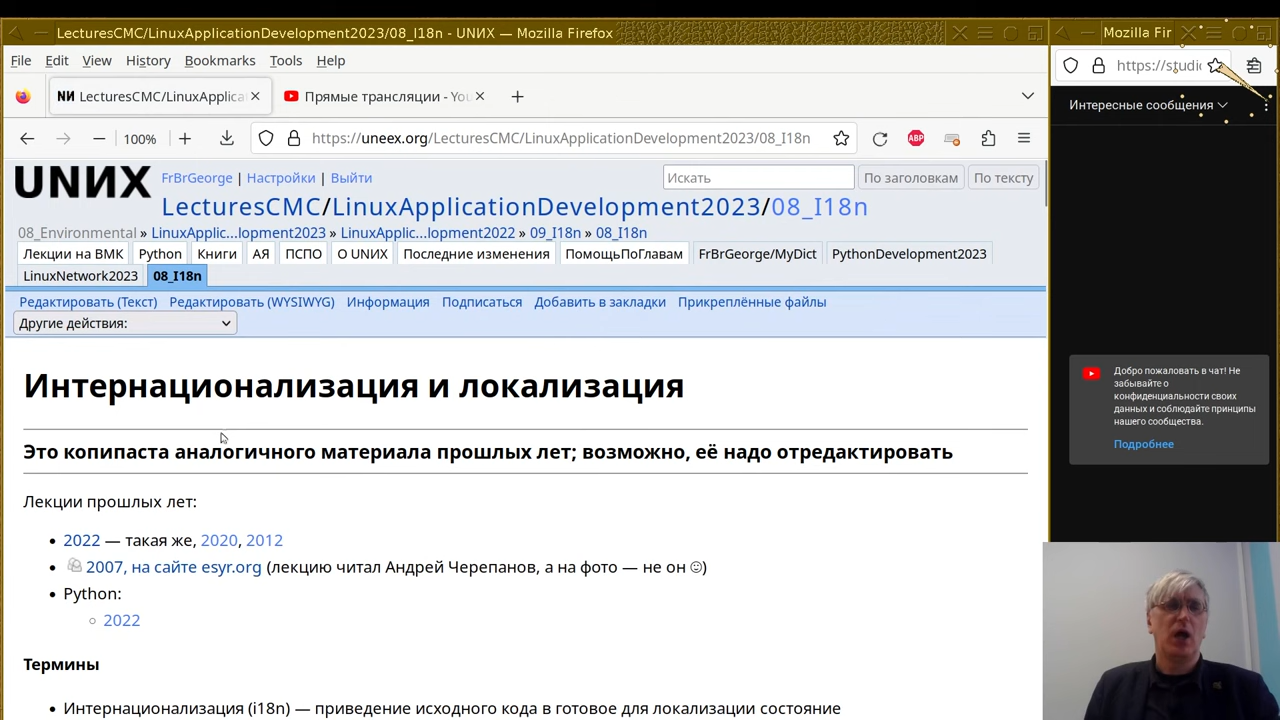 LecturesCMC/LinuxApplicationDevelopment2023/08_I18n - UNИX — Mozilla Firefox
Mozilla Fir
File Edit View History Bookmarks Tools Help
https://studi
NИ LecturesCMC/LinuxApplica
Прямые трансляции - You
Интересные сообщения
100%
https://uneex.org/LecturesCMC/LinuxApplicationDevelopment2023/08_I18n
ABP
UNИX
FrBrGeorge | Настройки | Выйти
Искать
По заголовкам
По тексту
LecturesCMC/LinuxApplicationDevelopment2023/08_I18n
08_Environmental » LinuxApplic...lopment2023 » LinuxApplic...lopment2022 » 09_I18n » 08_I18n
Лекции на ВМК Python Книги АЯ ПСПО О UNIX Последние изменения ПомощьПоГлавам FrBrGeorge/MyDict PythonDevelopment2023
LinuxNetwork2023 08_I18n
Редактировать (Текст) Редактировать (WYSIWYG) Информация Подписаться Добавить в закладки Прикреплённые файлы
Другие действия:
Интернационализация и локализация
Это копипаста аналогичного материала прошлых лет; возможно, её надо отредактировать
Лекции прошлых лет:
2022 — такая же, 2020, 2012
2007, на сайте esyr.org (лекцию читал Андрей Черепанов, а на фото — не он ☺)
Python:
2022
Термины
Интернационализация (i18n) — приведение исходного кода в готовое для локализации состояние
Добро пожаловать в чат! Не
забывайте о
конфиденциальности своих
данных и соблюдайте принципы
нашего сообщества.
Подробнее